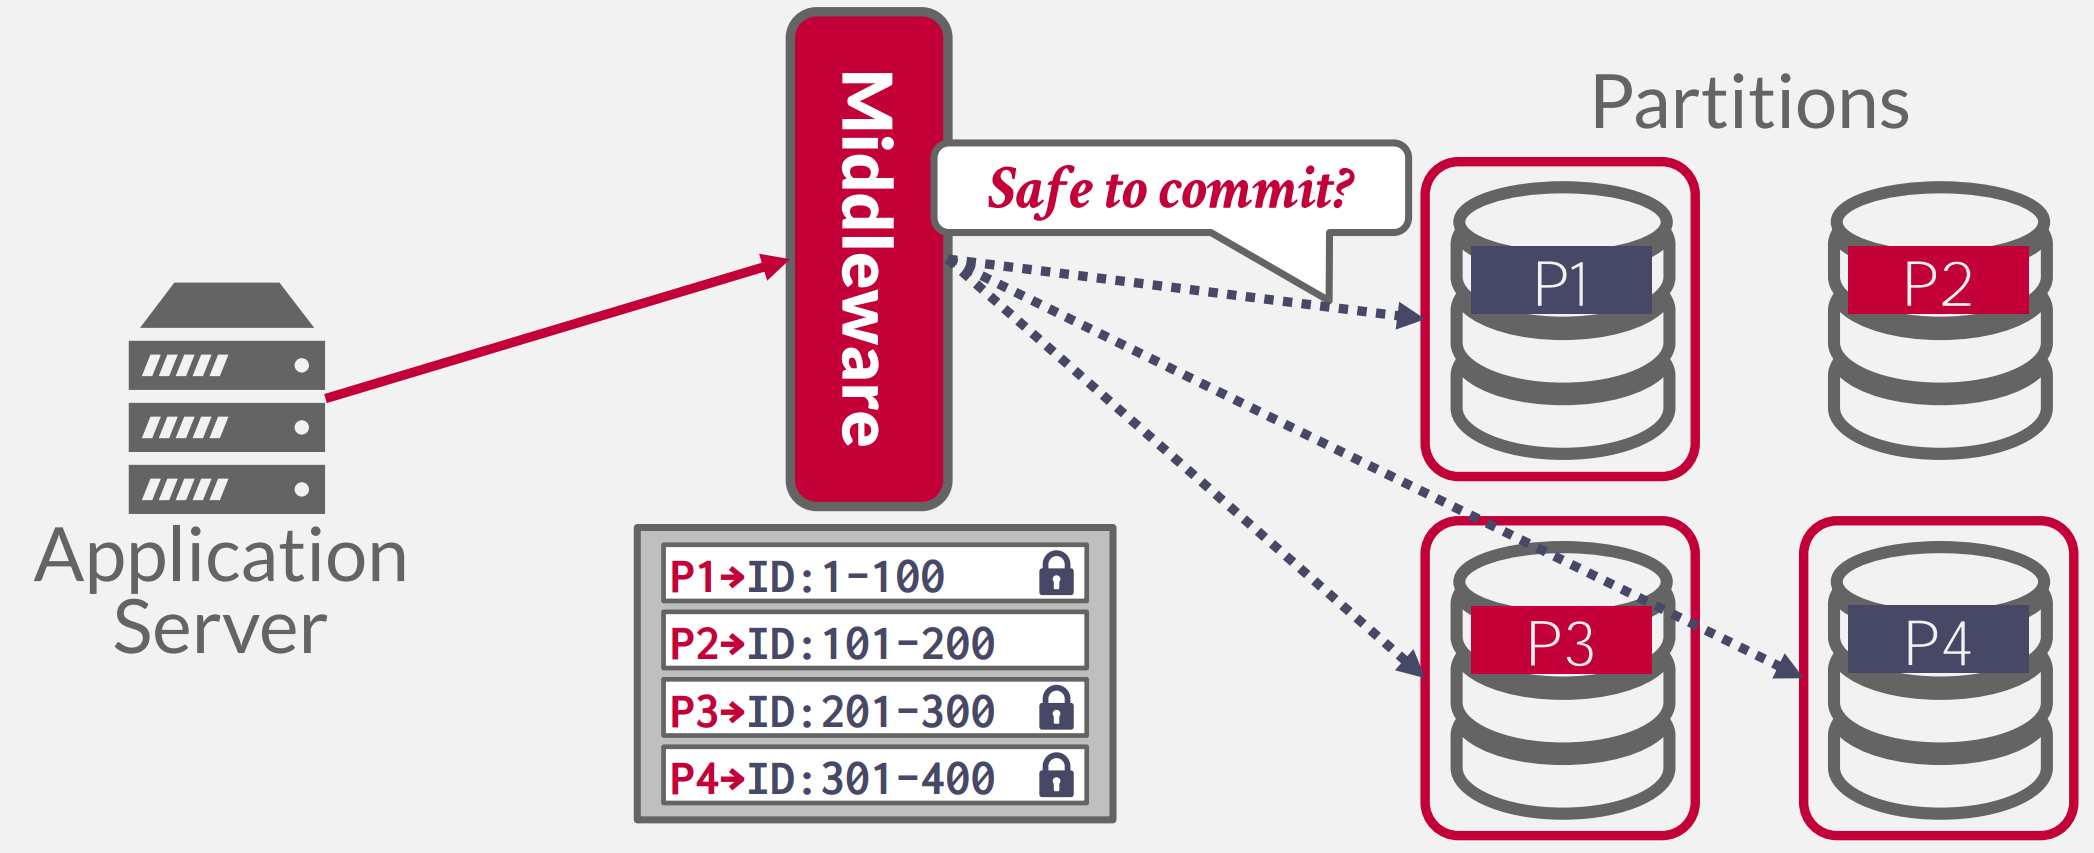 Middleware
Safe to commit?
Partitions
P1
P2
Application
Server
P1→ID:1-100
P2→ID:101-200
P3→ID:201-300
P4→ID:301-400
P3
P4